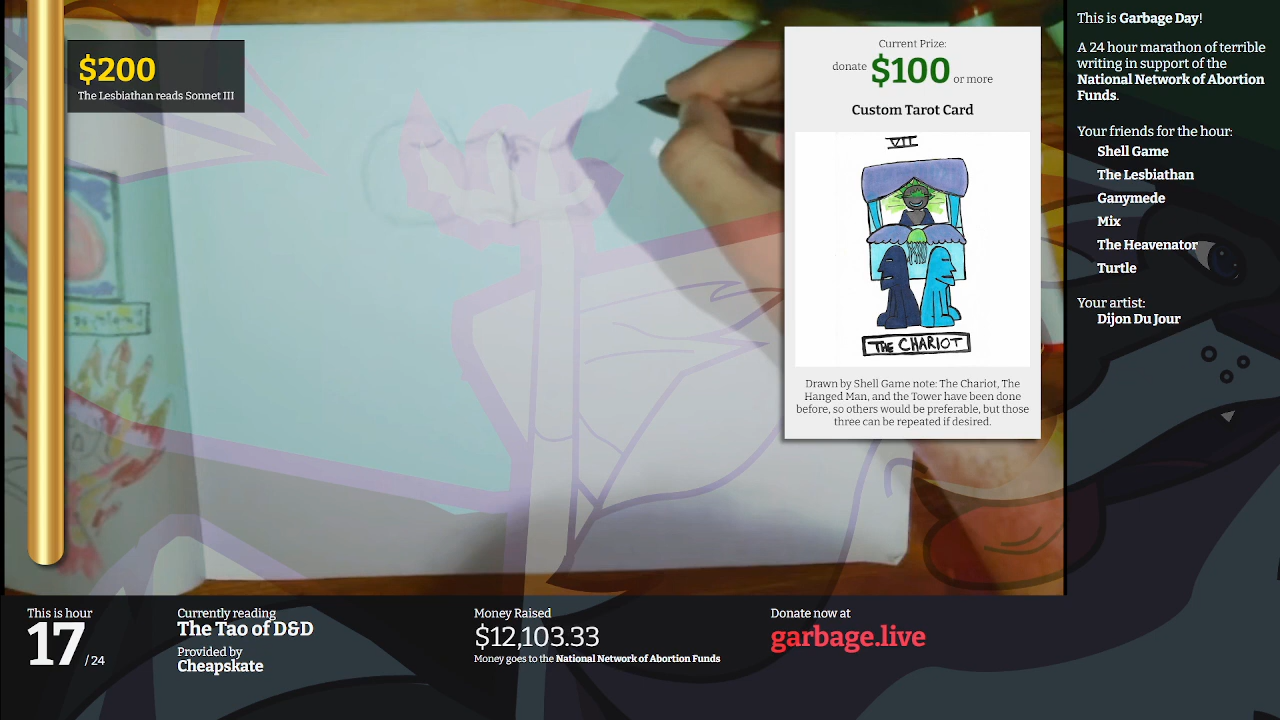 $200
The Lesbiathan reads Sonnet III
Current Prize:
donate $100 or more
Custom Tarot Card
VII
THE CHARIOT
Drawn by Shell Game note: The Chariot, The
Hanged Man, and the Tower have been done
before, so others would be preferable, but those
three can be repeated if desired.
This is Garbage Day!
A 24 hour marathon of terrible
writing in support of the
National Network of Abortion
Funds.
Your friends for the hour:
Shell Game
The Lesbiathan
Ganymede
Mix
The Heavenator
Turtle
Your artist:
Dijon Du Jour
This is hour
17 / 24
Currently reading
The Tao of D&D
Provided by
Cheapskate
Money Raised
$12,103.33
Money goes to the National Network of Abortion Funds
Donate now at
garbage.live